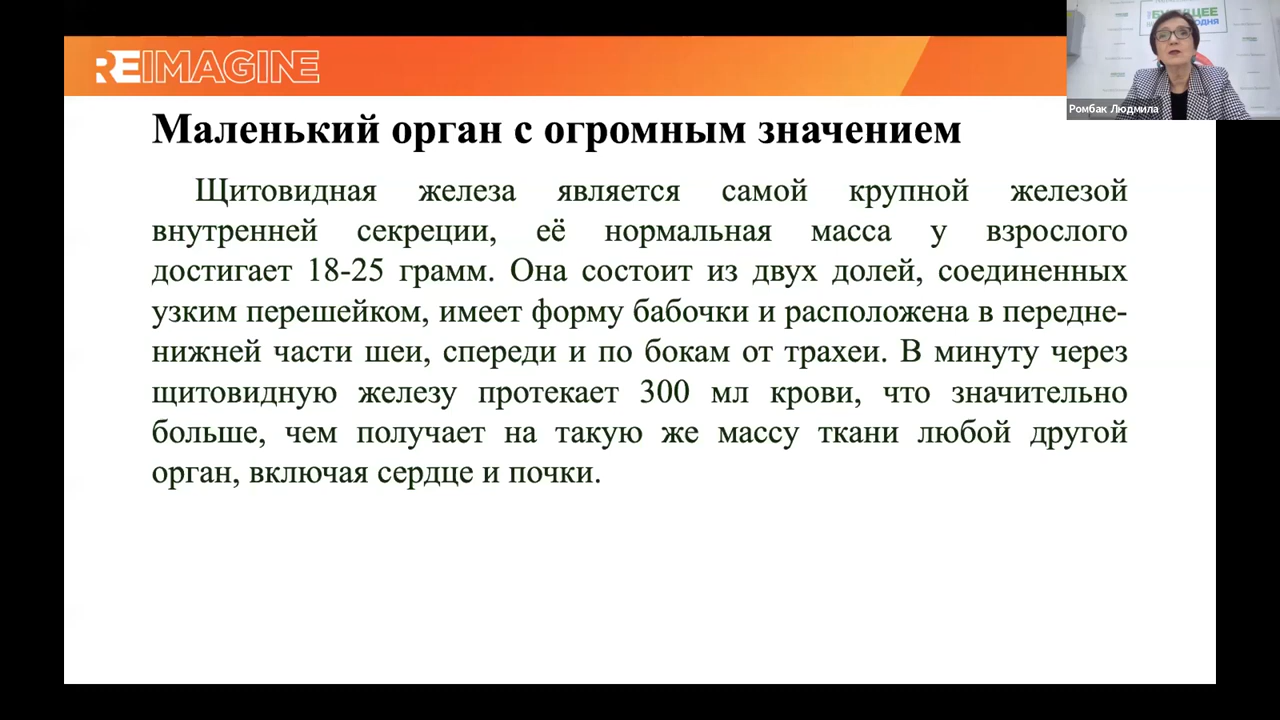 REIMAGINE
Ромбак Людмила
Маленький орган с огромным значением
Щитовидная железа является самой крупной железой
внутренней секреции, её нормальная масса у взрослого
достигает 18-25 грамм. Она состоит из двух долей, соединенных
узким перешейком, имеет форму бабочки и расположена в передне-
нижней части шеи, спереди и по бокам от трахеи. В минуту через
щитовидную железу протекает 300 мл крови, что значительно
больше, чем получает на такую же массу ткани любой другой
орган, включая сердце и почки.